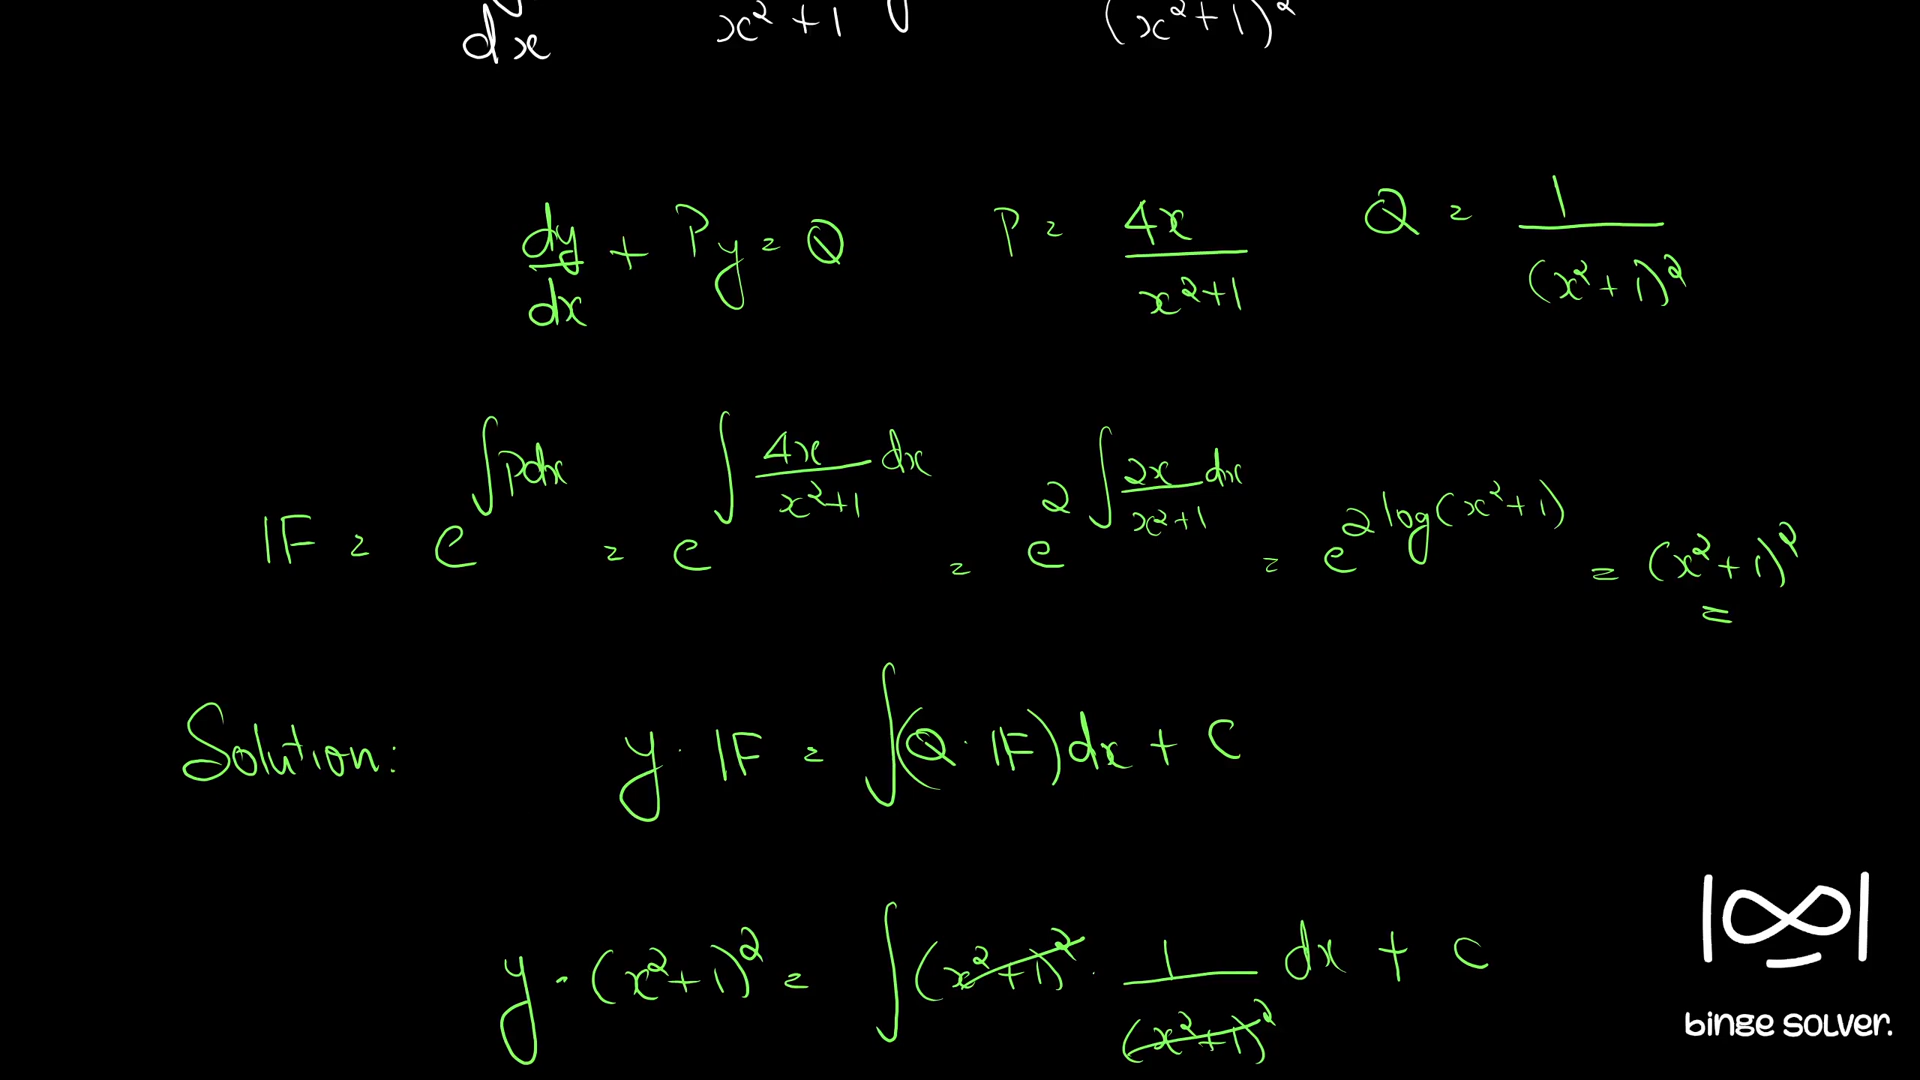 dx x²+1 y (x²+1)²
dy/dx + Py = Q P = 4x/x²+1 Q = 1/(x²+1)²
IF = e^∫Pdx = e^∫4x/x²+1 dx = e^2∫2x/x²+1 dx = e^2log(x²+1) = (x²+1)²
Solution: y · IF = ∫(Q · IF)dx + C
y · (x²+1)² = ∫(x²+1)² · 1/(x²+1)² dx + C
binge solver.